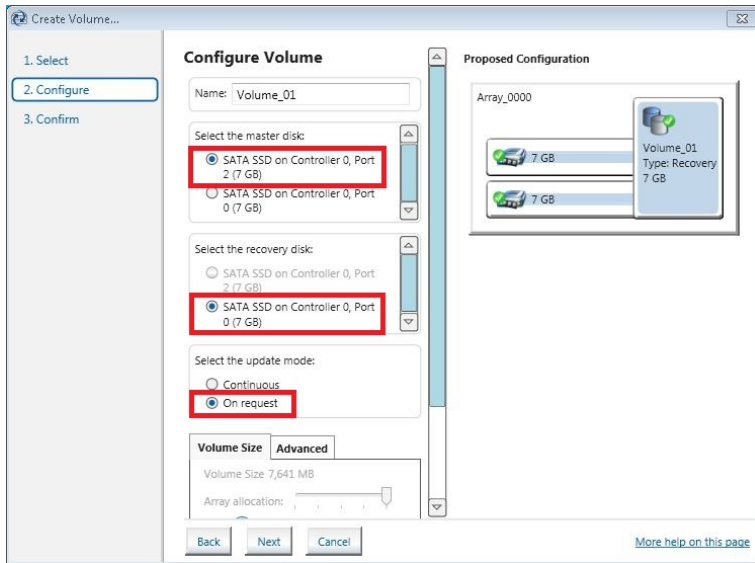 Create Volume...
1. Select
2. Configure
3. Confirm
Configure Volume
Name: Volume_01
Select the master disk:
SATA SSD on Controller 0, Port
2 (7 GB)
SATA SSD on Controller 0, Port
0 (7 GB)
Select the recovery disk:
SATA SSD on Controller 0, Port
2 (7 GB)
SATA SSD on Controller 0, Port
0 (7 GB)
Select the update mode:
Continuous
On request
Volume Size Advanced
Volume Size 7,641 MB
Array allocation:
Back Next Cancel
Proposed Configuration
Array_0000
7 GB
7 GB
Volume_01
Type: Recovery
7 GB
More help on this page